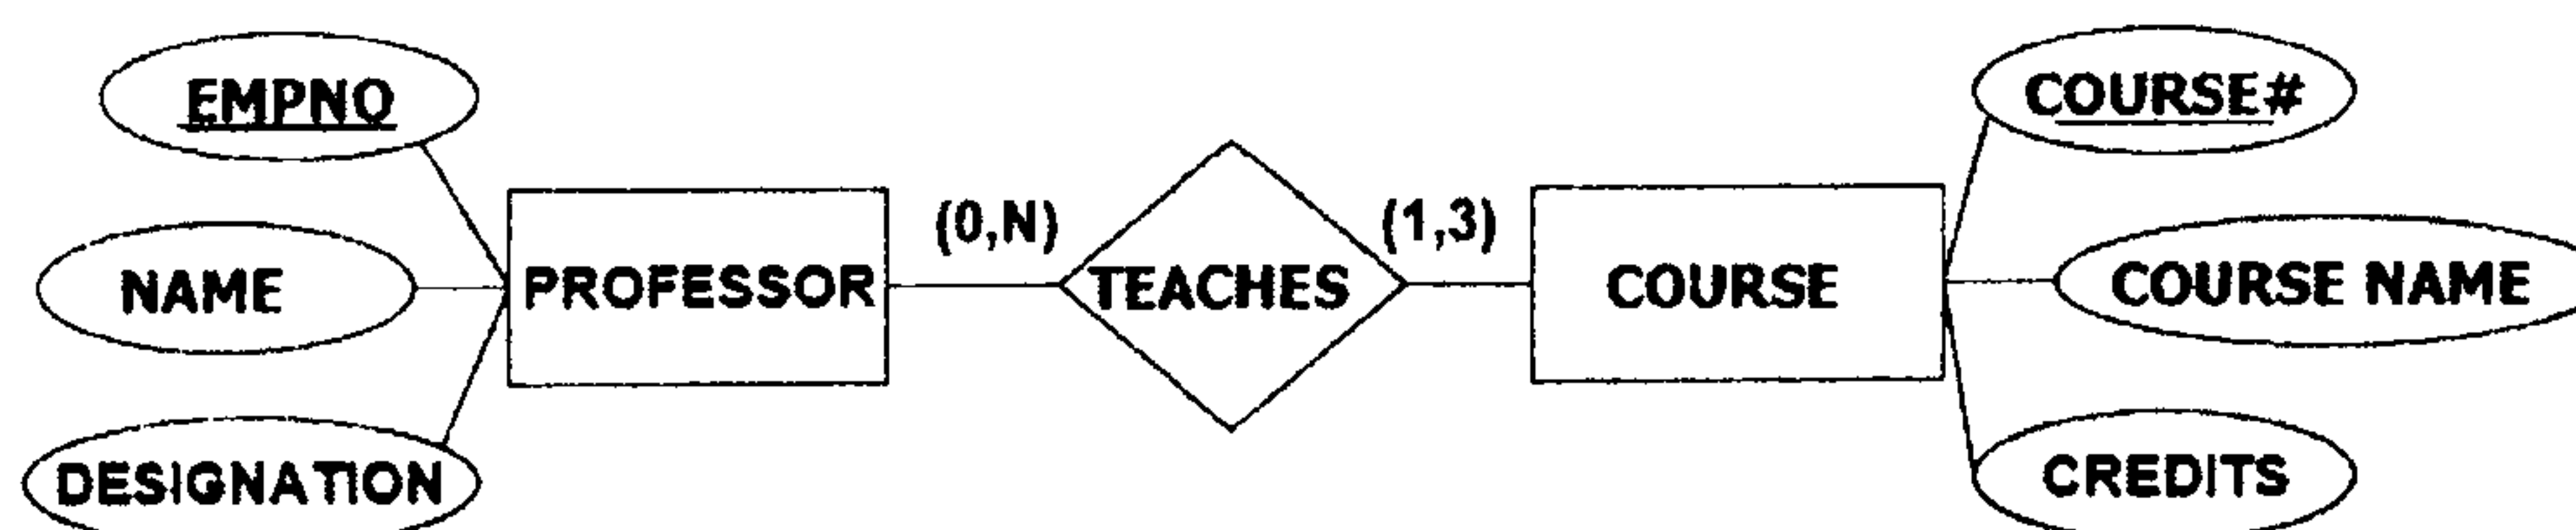 EMPNO
COURSE#
(0,N)
(1,3)
NAME
PROFESSOR
TEACHES
COURSE
COURSE NAME
DESIGNATION
CREDITS